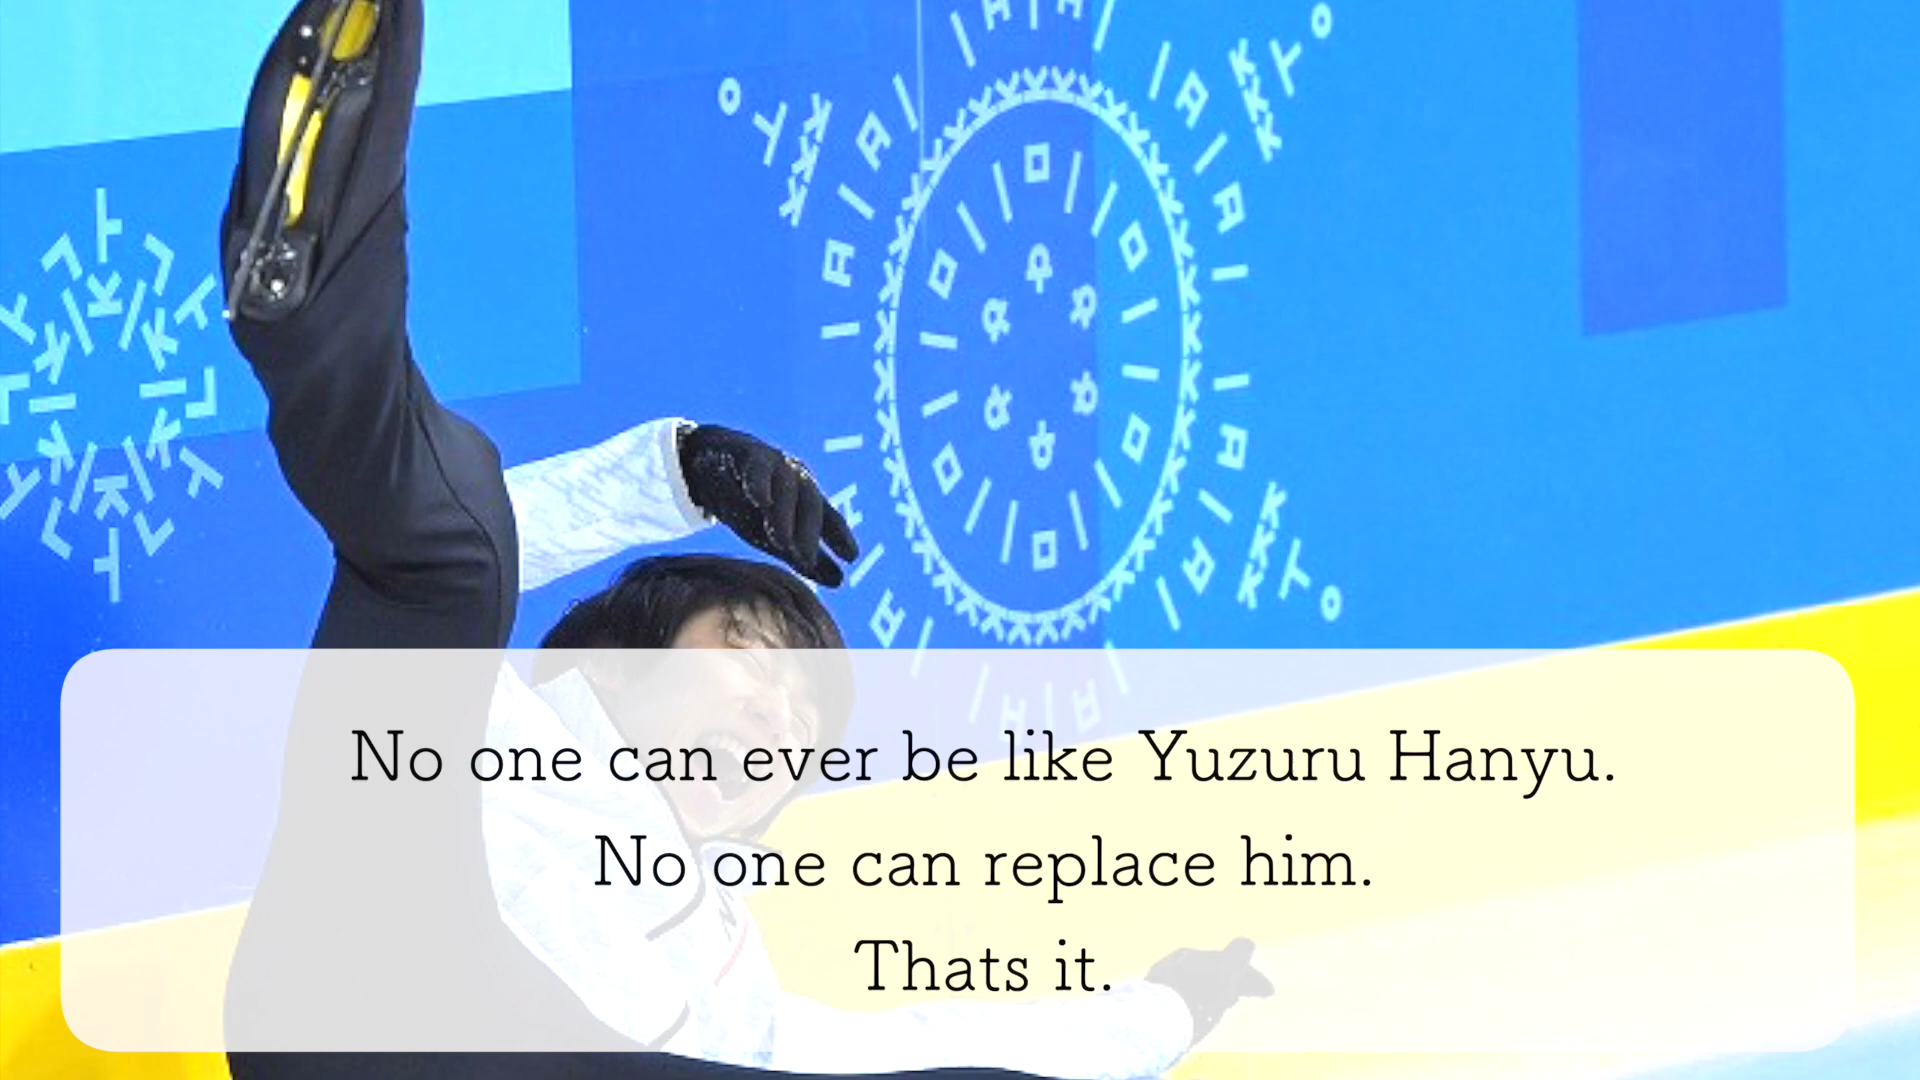 No one can ever be like Yuzuru Hanyu.
No one can replace him.
Thats it.